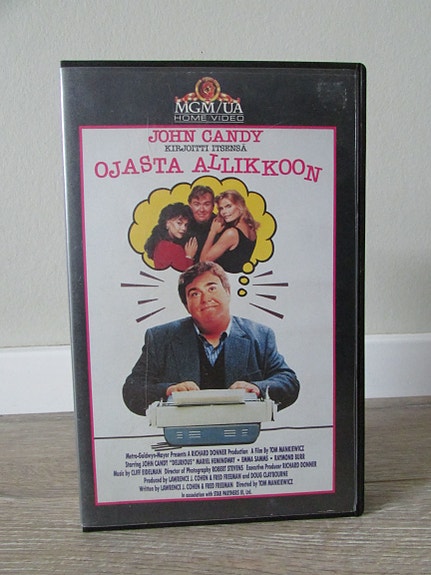 MGM/UA
HOME VIDEO
JOHN CANDY
KIRJOITTI ITSENSÄ
OJASTA ALLIKKOON
Metro-Goldwyn-Mayer Presents A RICHARD DONNER Production A Film By TOM MANKIEWICZ
Starring JOHN CANDY "DELIRIOUS" MARIEL HEMINGWAY • EMMA SAMMS • RAYMOND BURR
Music by CLIFF EIDELMAN Director of Photography ROBERT STEVENS Executive Producer RICHARD DONNER
Produced by LAWRENCE J. COHEN & FRED FREEMAN and DOUG CLAYBOURNE
Written by LAWRENCE J. COHEN & FRED FREEMAN Directed by TOM MANKIEWICZ
In association with STAR PARTNERS III, Ltd.